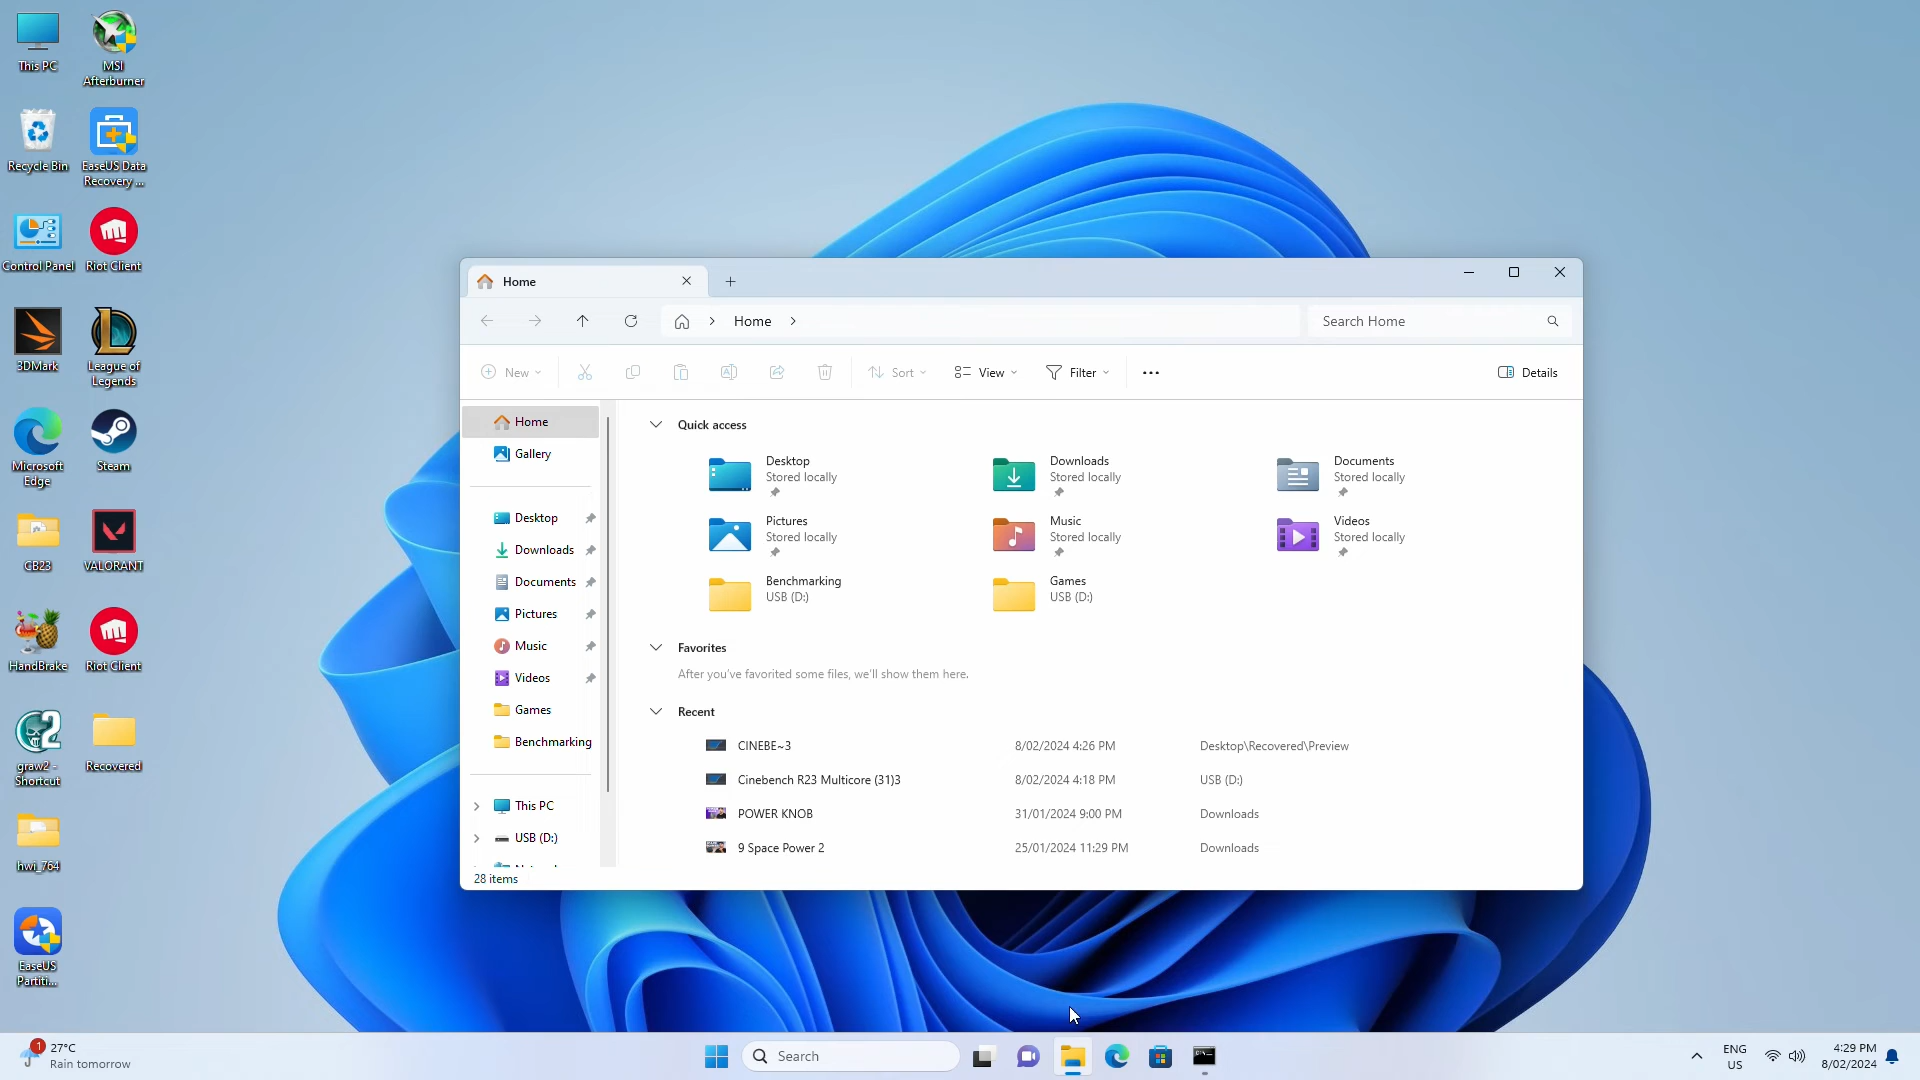 This PC
MSI
Afterburner
Recycle Bin
EaseUS Data
Recovery ...
Control Panel
Riot Client
3DMark
League of
Legends
Microsoft
Edge
Steam
CB23
VALORANT
HandBrake
Riot Client
graw2 -
Shortcut
Recovered
hwi_764
EaseUS
Partiti...
Home
Home
Search Home
New
Sort
View
Filter
Details
Home
Gallery
Desktop
Downloads
Documents
Pictures
Music
Videos
Games
Benchmarking
This PC
USB (D:)
28 items
Quick access
Desktop
Stored locally
Downloads
Stored locally
Documents
Stored locally
Pictures
Stored locally
Music
Stored locally
Videos
Stored locally
Benchmarking
USB (D:)
Games
USB (D:)
Favorites
After you've favorited some files, we'll show them here.
Recent
CINEBE~3 8/02/2024 4:26 PM Desktop\Recovered\Preview
Cinebench R23 Multicore (31)3 8/02/2024 4:18 PM USB (D:)
POWER KNOB 31/01/2024 9:00 PM Downloads
9 Space Power 2 25/01/2024 11:29 PM Downloads
1
27°C
Rain tomorrow
Search
ENG
US
4:29 PM
8/02/2024